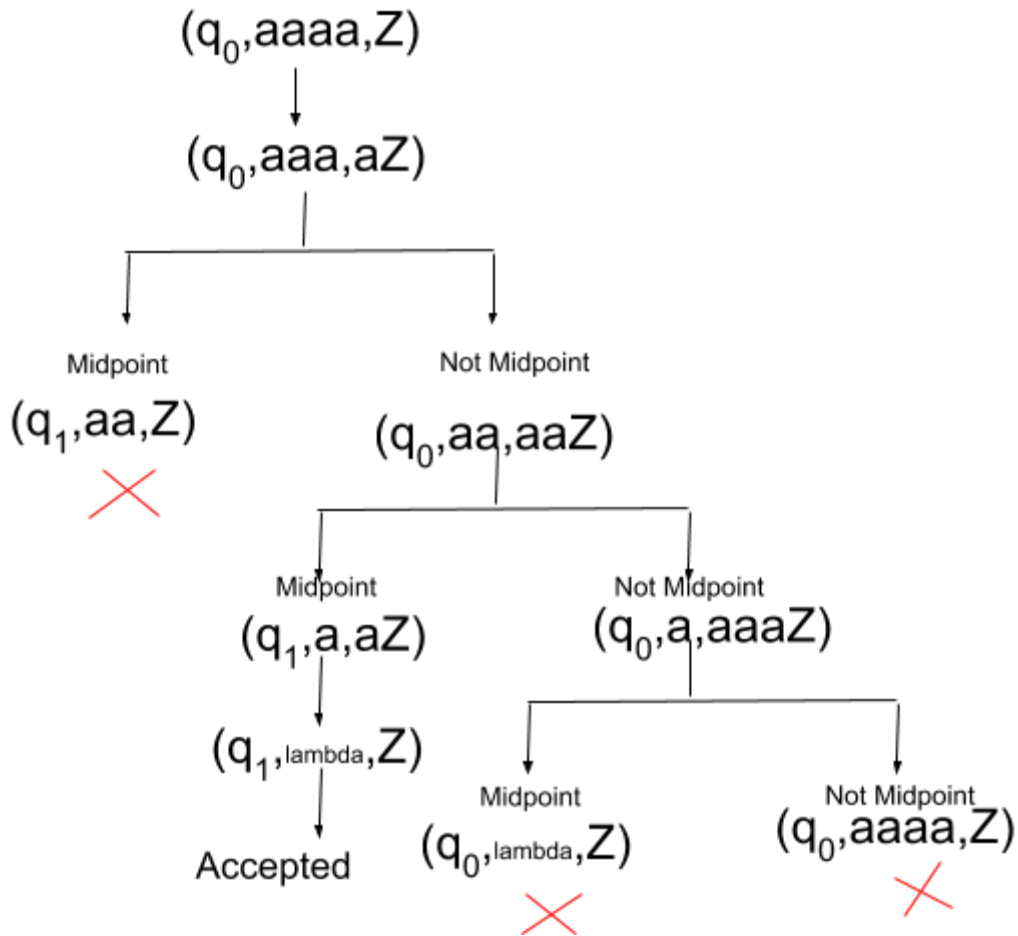 (q₀,aaaa,Z)
(q₀,aaa,aZ)
Midpoint
Not Midpoint
(q₁,aa,Z)
(q₀,aa,aaZ)
Midpoint
Not Midpoint
(q₁,a,aZ)
(q₀,a,aaaZ)
(q₁,lambda,Z)
Midpoint
Not Midpoint
(q₀,lambda,Z)
(q₀,aaaa,Z)
Accepted